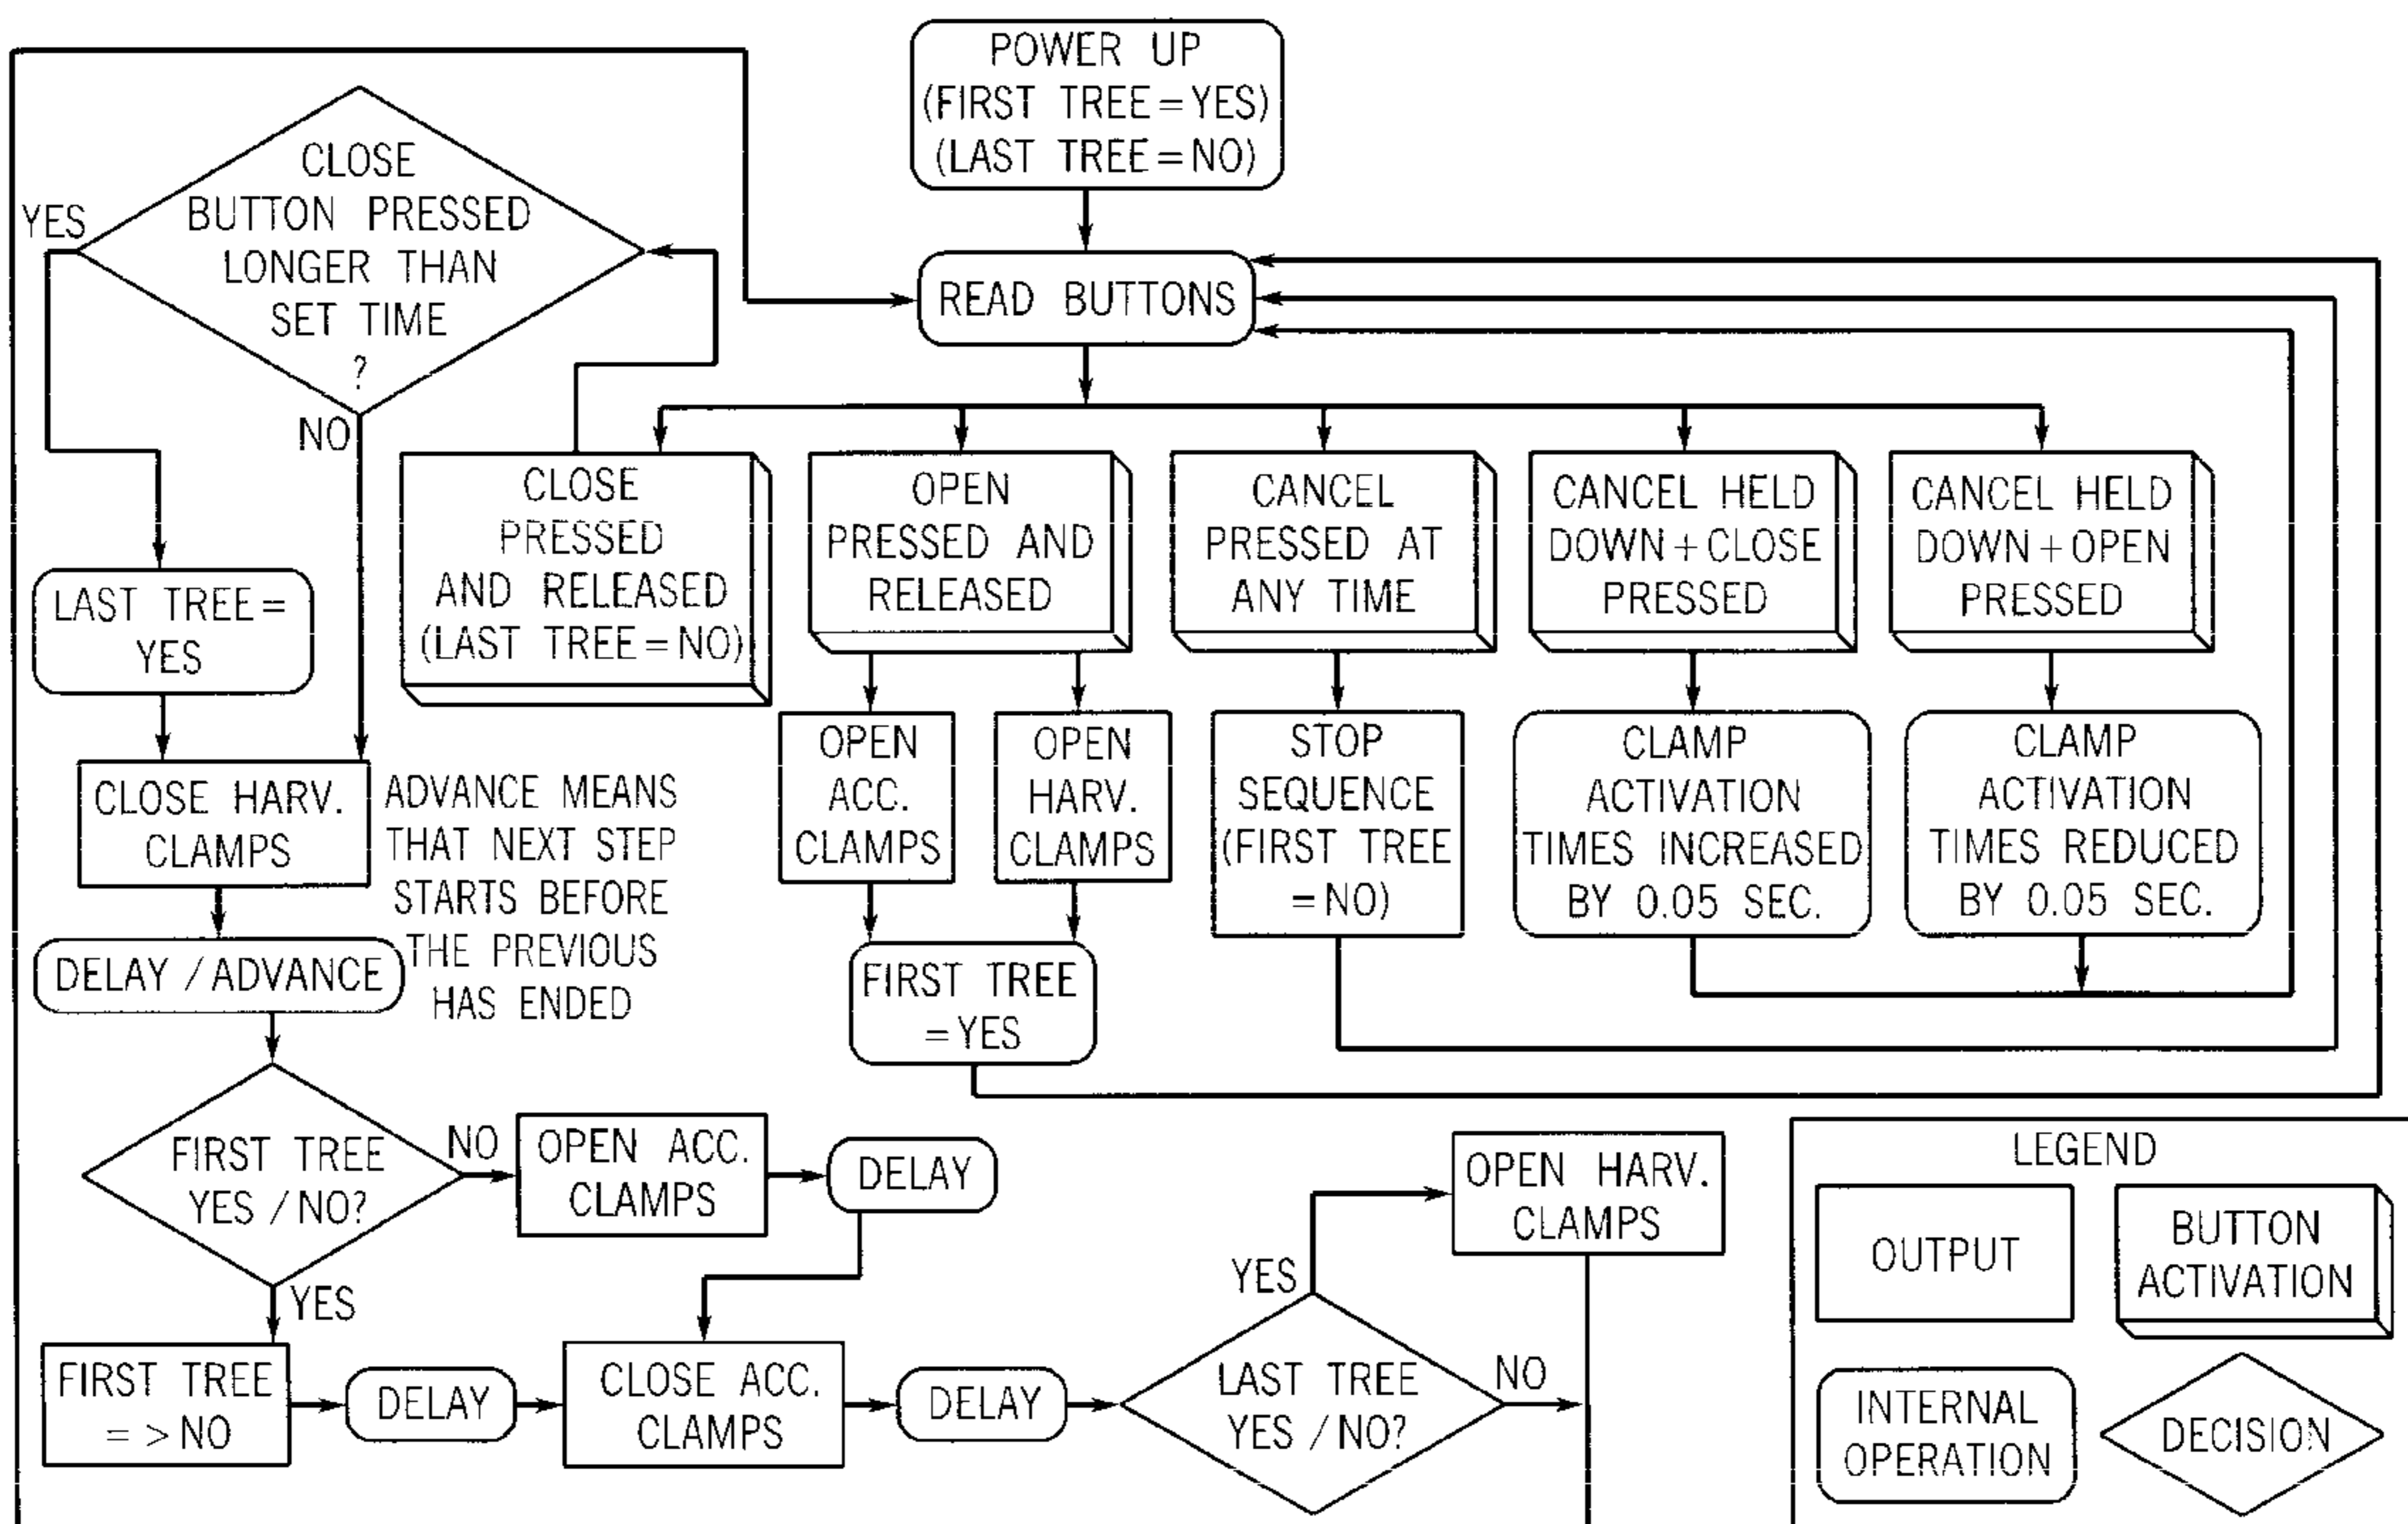 POWER UP
(FIRST TREE=YES)
(LAST TREE=NO)
CLOSE
BUTTON PRESSED
LONGER THAN
SET TIME
?
YES
NO
READ BUTTONS
CLOSE
PRESSED
AND RELEASED
(LAST TREE=NO)
OPEN
PRESSED AND
RELEASED
CANCEL
PRESSED AT
ANY TIME
CANCEL HELD
DOWN+CLOSE
PRESSED
CANCEL HELD
DOWN+OPEN
PRESSED
LAST TREE=
YES
CLOSE HARV.
CLAMPS
ADVANCE MEANS
THAT NEXT STEP
STARTS BEFORE
THE PREVIOUS
HAS ENDED
OPEN
ACC.
CLAMPS
OPEN
HARV.
CLAMPS
STOP
SEQUENCE
(FIRST TREE
=NO)
CLAMP
ACTIVATION
TIMES INCREASED
BY 0.05 SEC.
CLAMP
ACTIVATION
TIMES REDUCED
BY 0.05 SEC.
DELAY / ADVANCE
FIRST TREE
=YES
FIRST TREE
YES / NO?
NO
YES
OPEN ACC.
CLAMPS
DELAY
FIRST TREE
=>NO
DELAY
CLOSE ACC.
CLAMPS
DELAY
LAST TREE
YES / NO?
YES
NO
OPEN HARV.
CLAMPS
LEGEND
OUTPUT
BUTTON
ACTIVATION
INTERNAL
OPERATION
DECISION